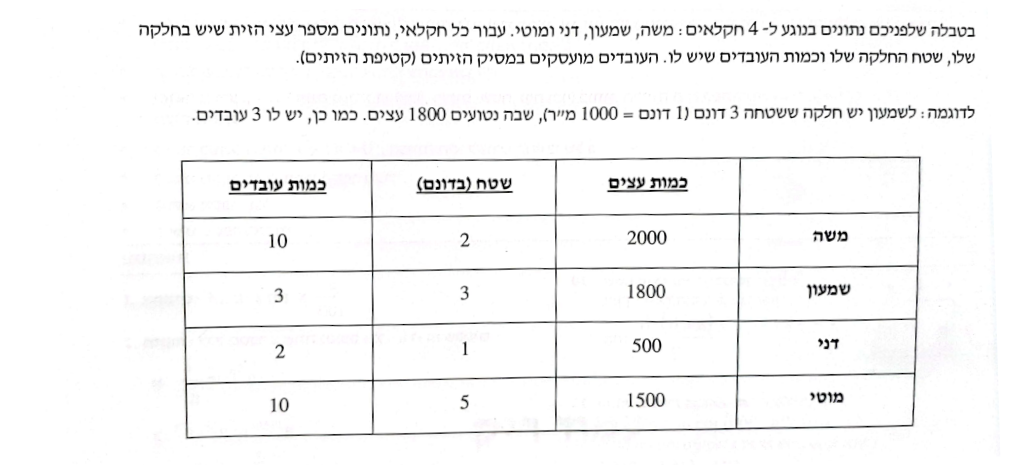 בטבלה שלפניכם נתונים בנוגע ל- 4 חקלאים: משה, שמעון, דני ומוטי. עבור כל חקלאי, נתונים מספר עצי הזית שיש בחלקה
שלו, שטח החלקה שלו וכמות העובדים שיש לו. העובדים מועסקים במסיק הזיתים (קטיפת הזיתים).
לדוגמה: לשמעון יש חלקה ששטחה 3 דונם (1 דונם = 1000 מ״ר), שבה נטועים 1800 עצים. כמו כן, יש לו 3 עובדים.
כמות עצים שטח (בדונם) כמות עובדים
משה 2000 2 10
שמעון 1800 3 3
דני 500 1 2
מוטי 1500 5 10